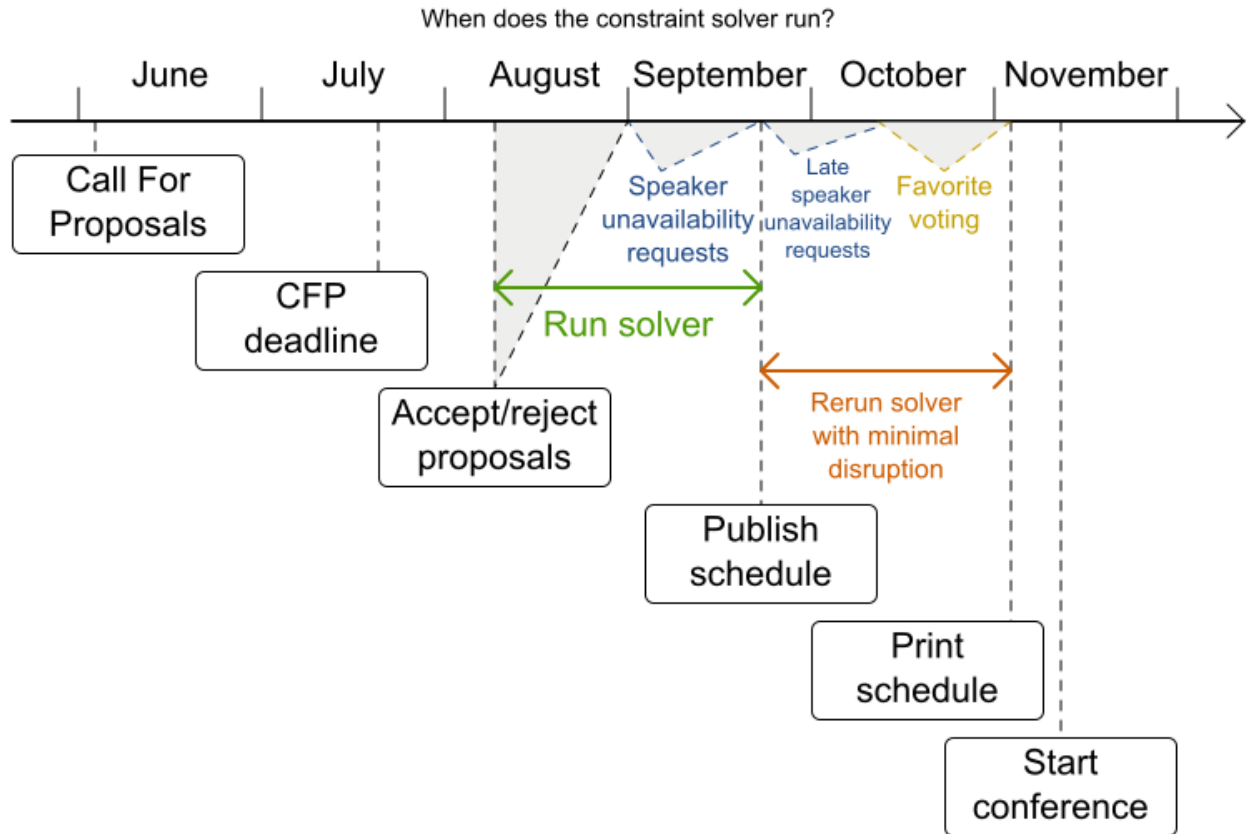 When does the constraint solver run?
June July August September October November
Call For
Proposals
CFP
deadline
Accept/reject
proposals
Speaker
unavailability
requests
Late
speaker
unavailability
requests
Favorite
voting
Run solver
Rerun solver
with minimal
disruption
Publish
schedule
Print
schedule
Start
conference